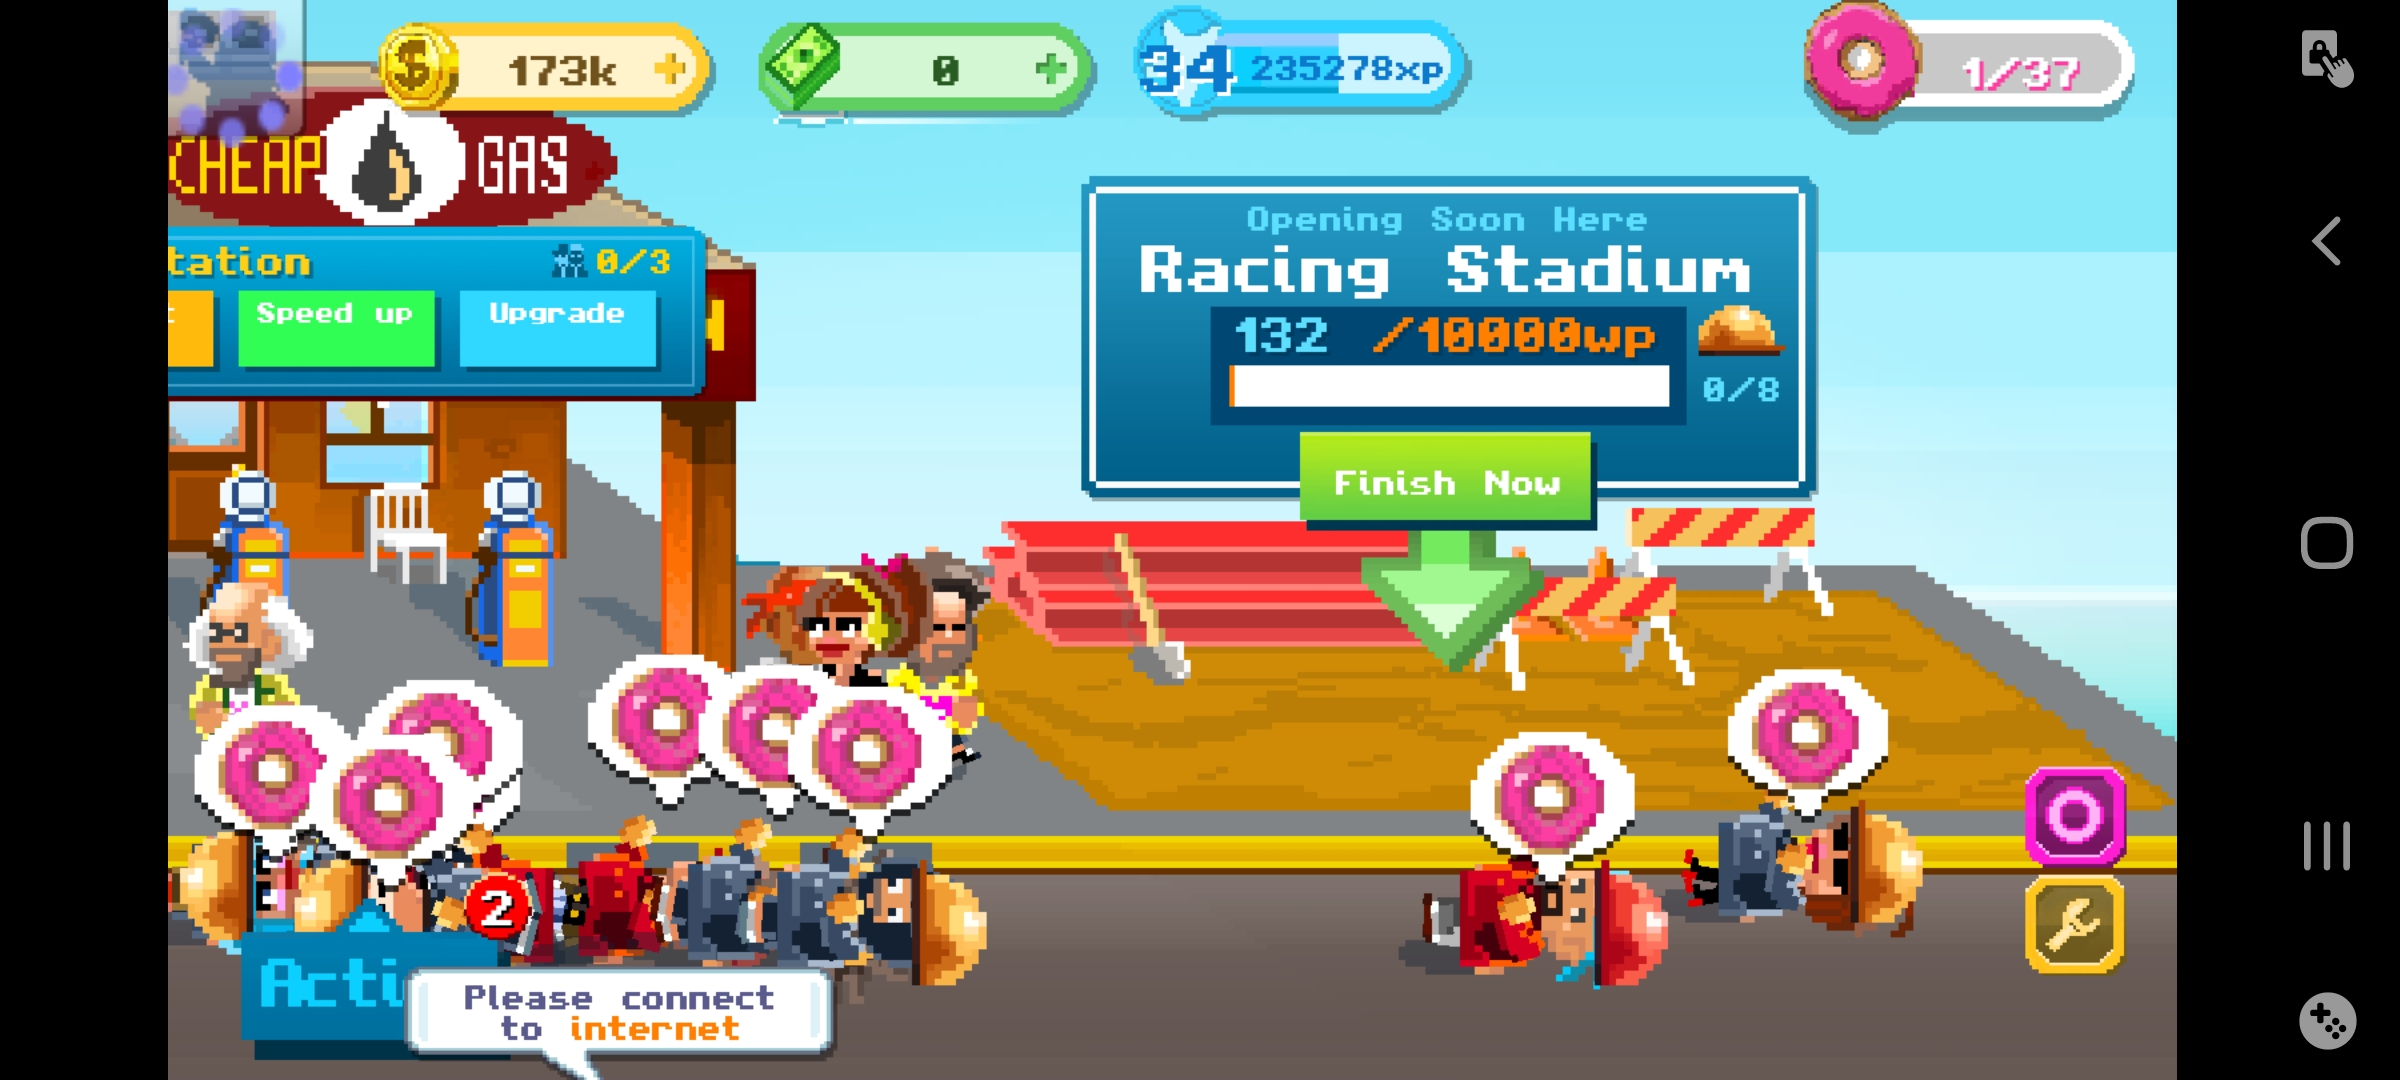 173k
0
34 235278xp
1/37
CHEAP GAS
tation 0/3
Speed up
Upgrade
Opening Soon Here
Racing Stadium
132 /10000wp
0/8
Finish Now
2
Acti
Please connect
to internet